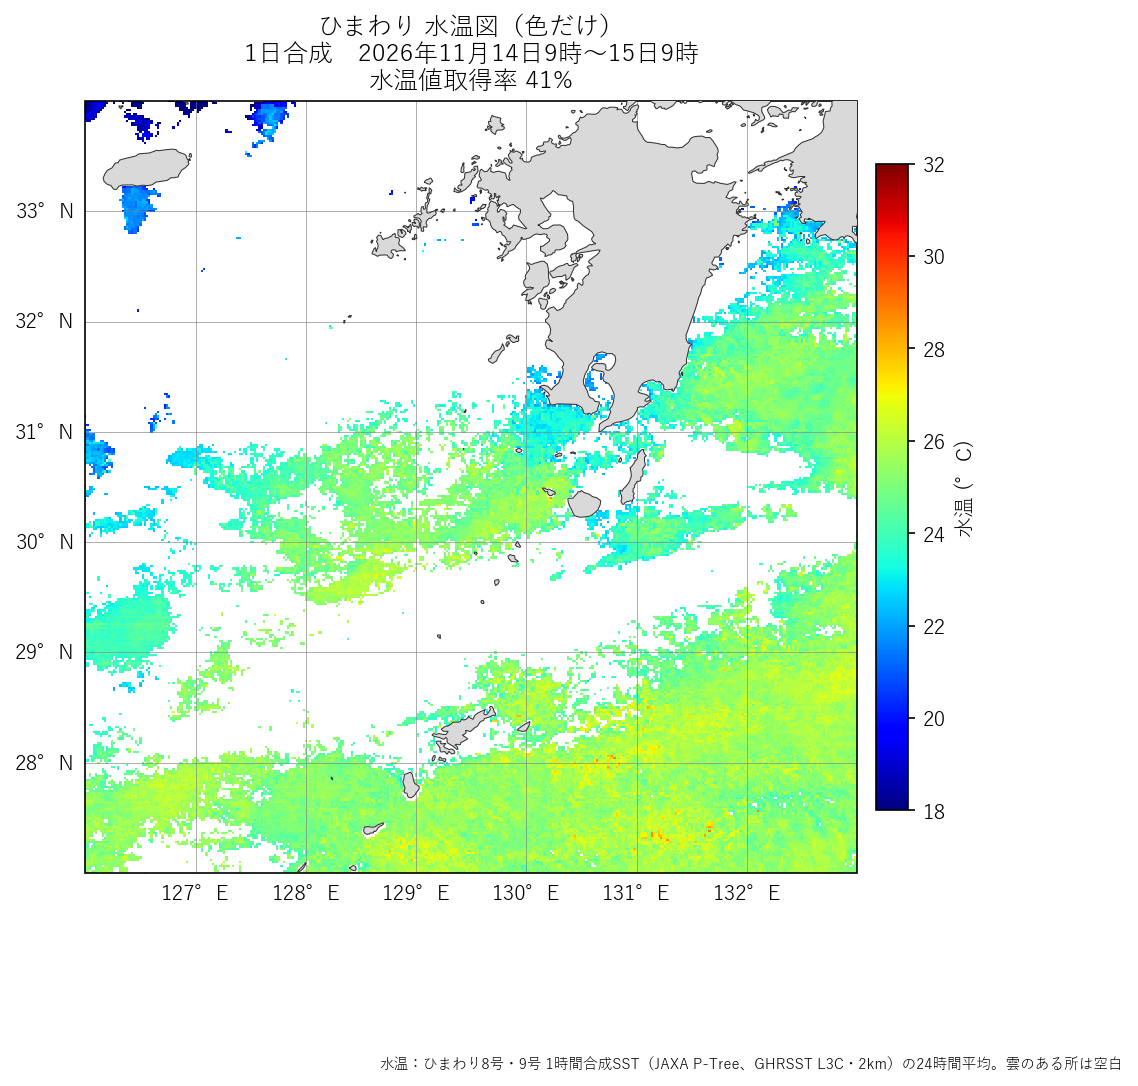 ひまわり 水温図（色だけ）
1日合成　2026年11月14日9時～15日9時
水温値取得率 41%
33° N
32° N
31° N
30° N
29° N
28° N
127° E
128° E
129° E
130° E
131° E
132° E
32
30
28
26
24
22
20
18
水温 (° C)
水温：ひまわり8号・9号 1時間合成SST（JAXA P-Tree、GHRSST L3C・2km）の24時間平均。雲のある所は空白